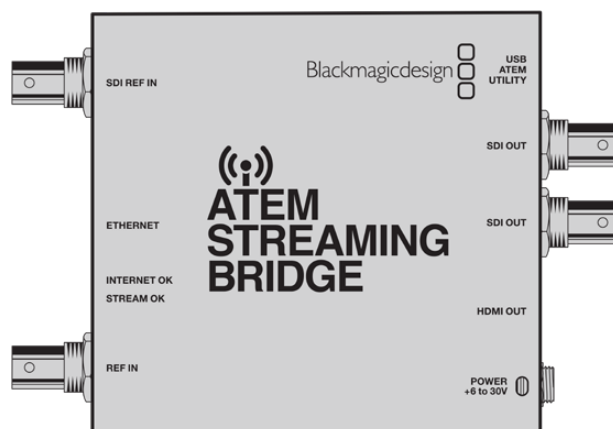 Blackmagicdesign
USB
ATEM
UTILITY
SDI REF IN
SDI OUT
ATEM
STREAMING
BRIDGE
ETHERNET
SDI OUT
INTERNET OK
STREAM OK
HDMI OUT
REF IN
POWER
+6 to 30V